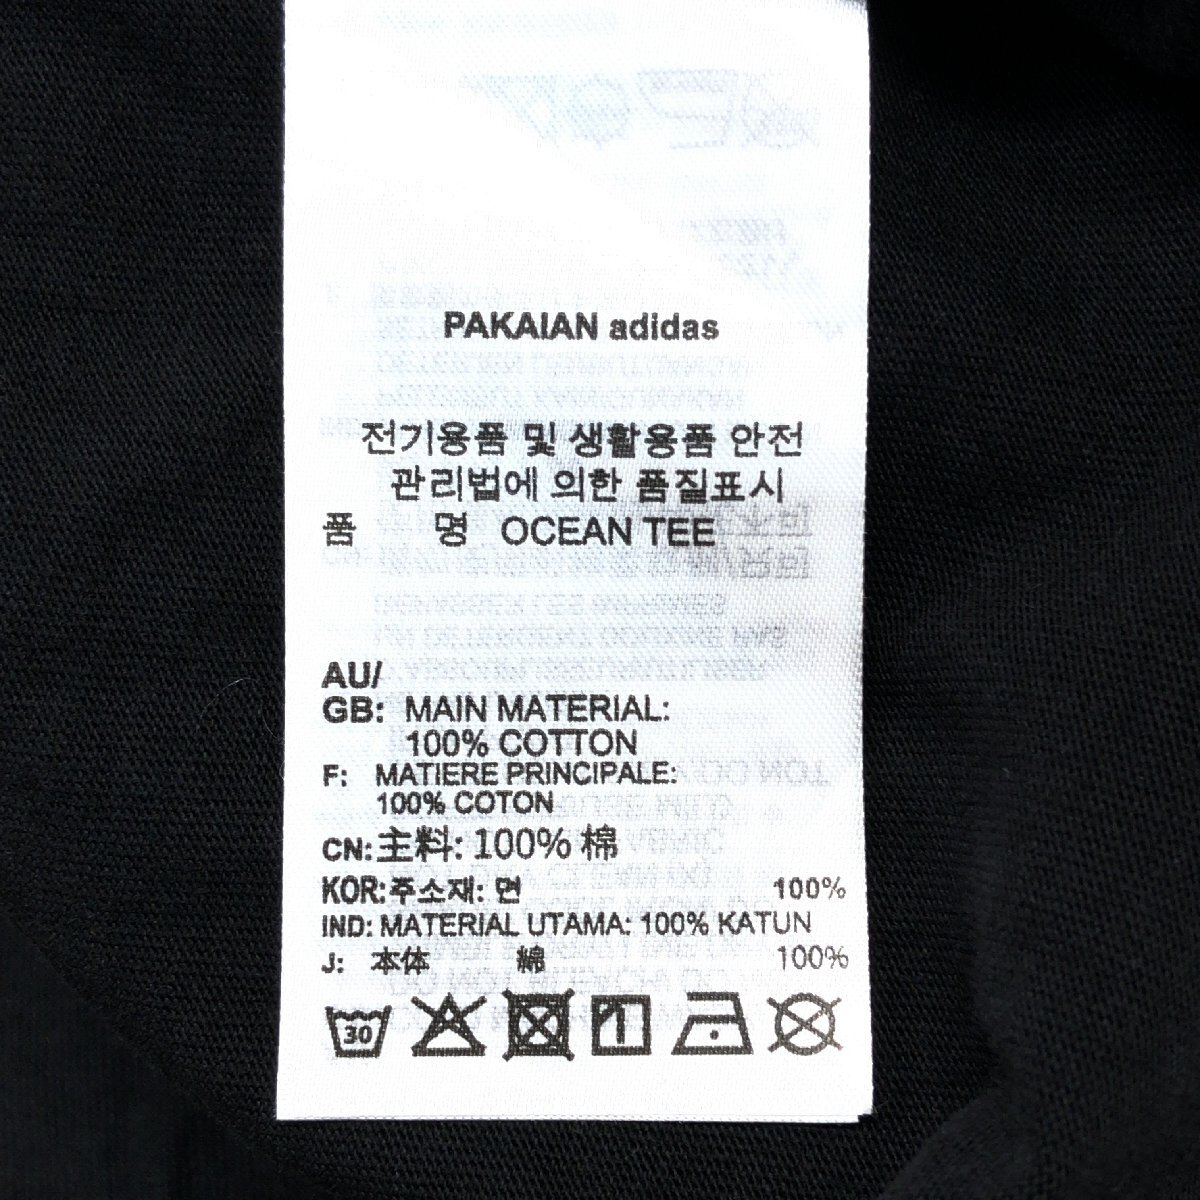 PAKAIAN adidas
전기용품 및 생활용품 안전
관리법에 의한 품질표시
품 명 OCEAN TEE
AU/
GB: MAIN MATERIAL:
100% COTTON
F: MATIERE PRINCIPALE:
100% COTON
CN:主料: 100% 棉
KOR:주소재: 면 100%
IND: MATERIAL UTAMA: 100% KATUN
J: 本体 綿 100%
30